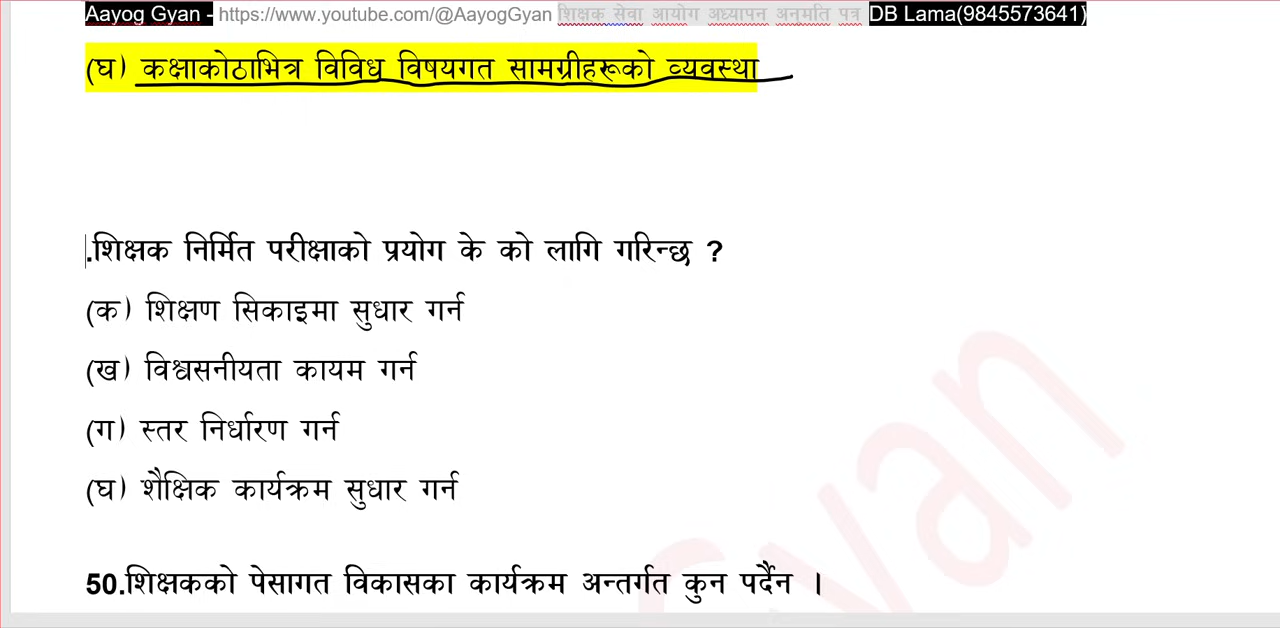 Aayog Gyan - https://www.youtube.com/@AayogGyan शिक्षक सेवा आयोग अध्यापन अनुमति पत्र DB Lama(9845573641)
(घ) कक्षाकोठाभित्र विविध विषयगत सामग्रीहरूको व्यवस्था
.शिक्षक निर्मित परीक्षाको प्रयोग के को लागि गरिन्छ ?
(क) शिक्षण सिकाइमा सुधार गर्न
(ख) विश्वसनीयता कायम गर्न
(ग) स्तर निर्धारण गर्न
(घ) शैक्षिक कार्यक्रम सुधार गर्न
50.शिक्षकको पेसागत विकासका कार्यक्रम अन्तर्गत कुन पर्दैन ।
Gyan